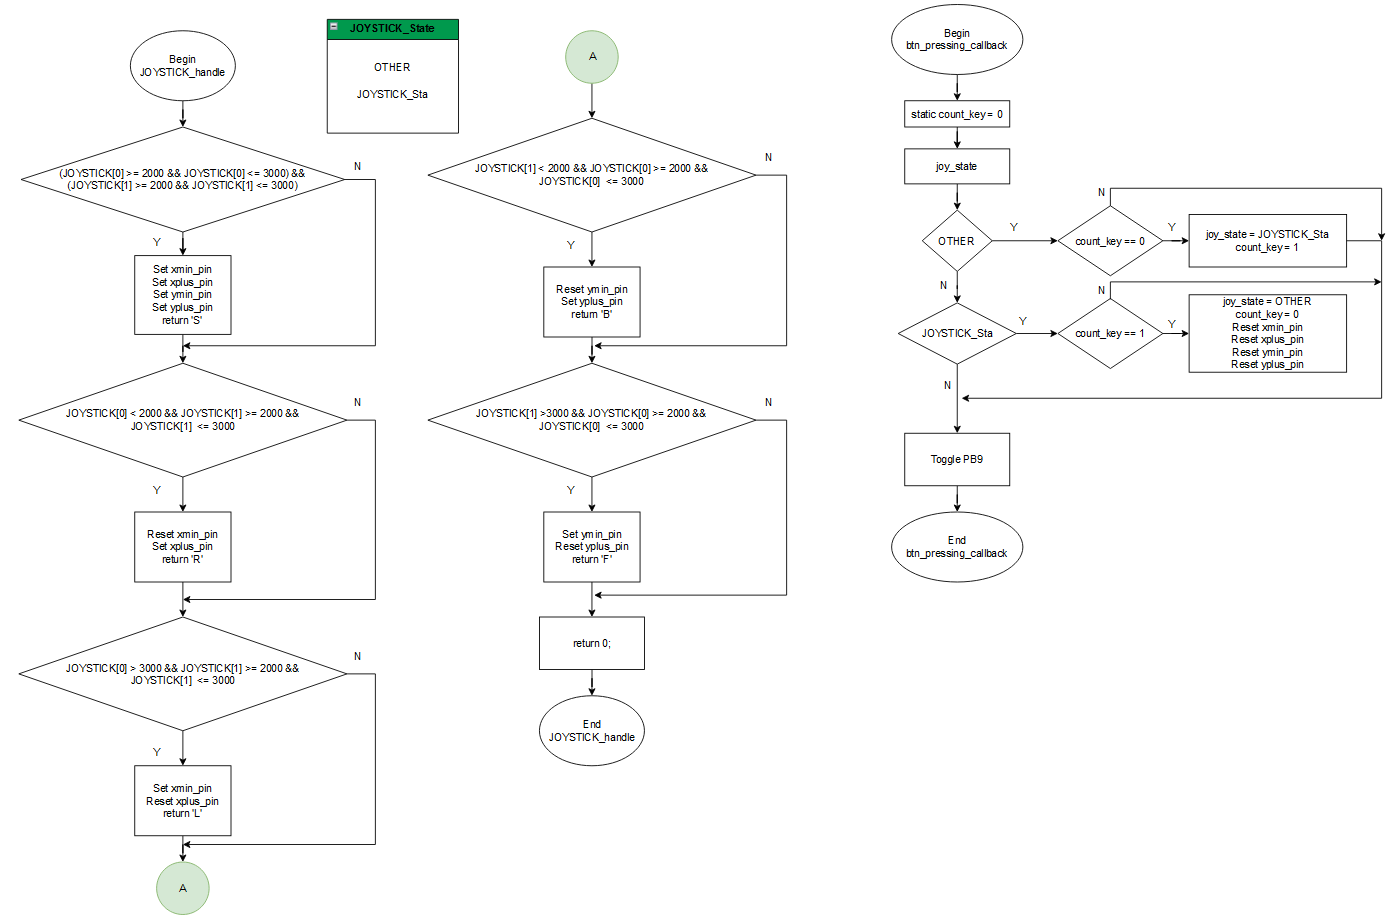 Begin
JOYSTICK_handle
(JOYSTICK[0] >= 2000 && JOYSTICK[0] <= 3000) &&
(JOYSTICK[1] >= 2000 && JOYSTICK[1] <= 3000)
N
Y
Set xmin_pin
Set xplus_pin
Set ymin_pin
Set yplus_pin
return 'S'
JOYSTICK[0] < 2000 && JOYSTICK[1] >= 2000 &&
JOYSTICK[1] <= 3000
N
Y
Reset xmin_pin
Set xplus_pin
return 'R'
JOYSTICK[0] > 3000 && JOYSTICK[1] >= 2000 &&
JOYSTICK[1] <= 3000
N
Y
Set xmin_pin
Reset xplus_pin
return 'L'
A
JOYSTICK_State
OTHER
JOYSTICK_Sta
A
JOYSTICK[1] < 2000 && JOYSTICK[0] >= 2000 &&
JOYSTICK[0] <= 3000
N
Y
Reset ymin_pin
Set yplus_pin
return 'B'
JOYSTICK[1] >3000 && JOYSTICK[0] >= 2000 &&
JOYSTICK[0] <= 3000
N
Y
Set ymin_pin
Reset yplus_pin
return 'F'
return 0;
End
JOYSTICK_handle
Begin
btn_pressing_callback
static count_key = 0
joy_state
OTHER
Y
count_key == 0
N
Y
joy_state = JOYSTICK_Sta
count_key = 1
N
JOYSTICK_Sta
Y
count_key == 1
N
Y
joy_state = OTHER
count_key = 0
Reset xmin_pin
Reset xplus_pin
Reset ymin_pin
Reset yplus_pin
N
Toggle PB9
End
btn_pressing_callback